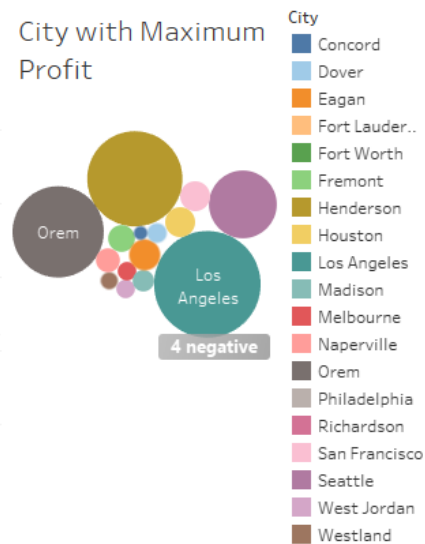 City with Maximum
Profit
Orem
Los
Angeles
4 negative
City
Concord
Dover
Eagan
Fort Lauder..
Fort Worth
Fremont
Henderson
Houston
Los Angeles
Madison
Melbourne
Naperville
Orem
Philadelphia
Richardson
San Francisco
Seattle
West Jordan
Westland